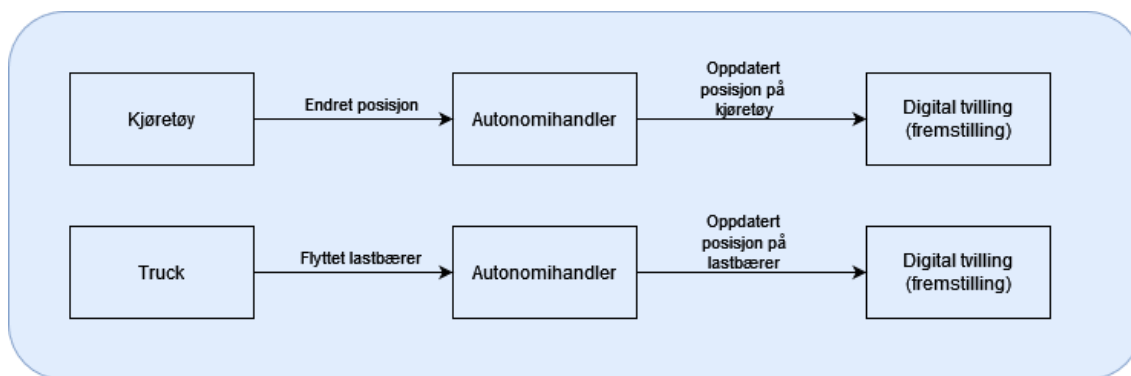 Kjøretøy
Endret posisjon
Autonomihandler
Oppdatert
posisjon på
kjøretøy
Digital tvilling
(fremstilling)
Truck
Flyttet lastbærer
Autonomihandler
Oppdatert
posisjon på
lastbærer
Digital tvilling
(fremstilling)